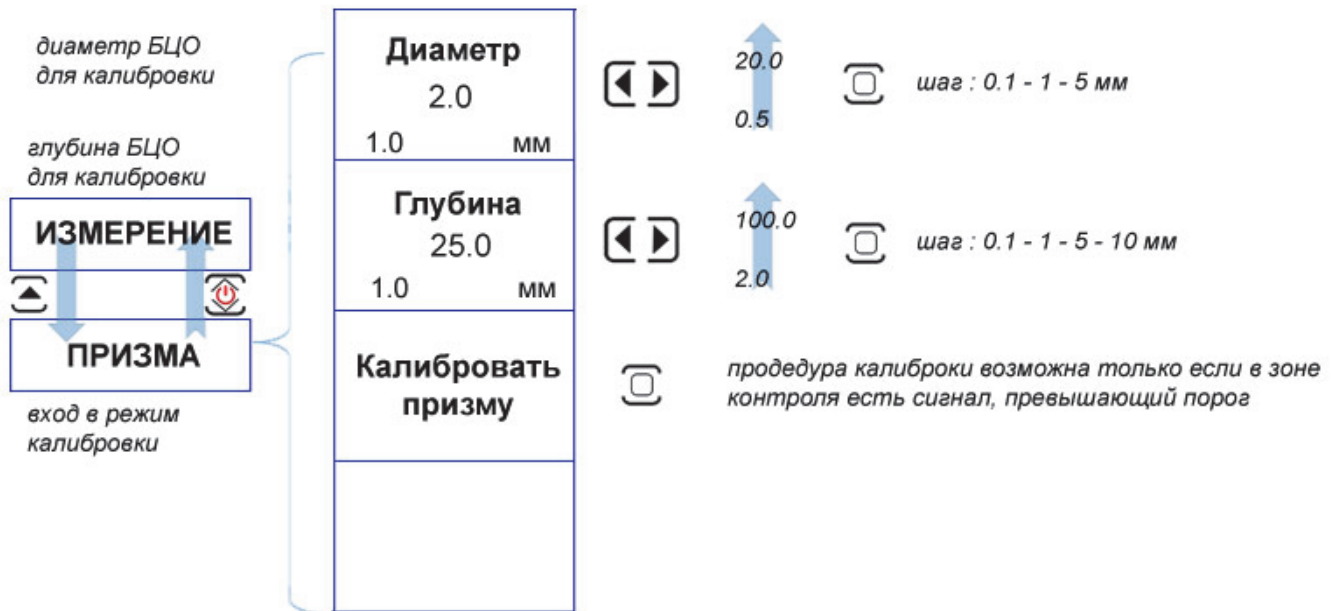 диаметр БЦО
для калибровки
глубина БЦО
для калибровки
ИЗМЕРЕНИЕ
ПРИЗМА
вход в режим
калибровки
Диаметр
2.0
1.0 мм
20.0
0.5
шаг : 0.1 - 1 - 5 мм
Глубина
25.0
1.0 мм
100.0
2.0
шаг : 0.1 - 1 - 5 - 10 мм
Калибровать
призму
продедура калиброки возможна только если в зоне
контроля есть сигнал, превышающий порог